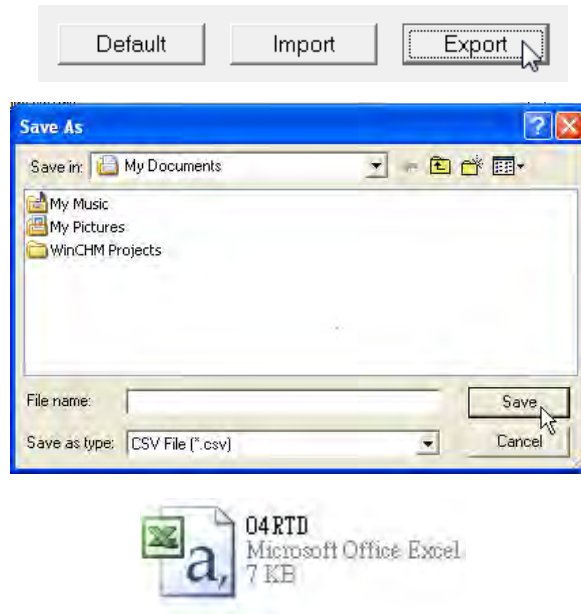 Default Import Export
Save As
Save in: My Documents
My Music
My Pictures
WinCHM Projects
File name: Save
Save as type: CSV File (*.csv) Cancel
04RTD
Microsoft Office Excel
7 KB